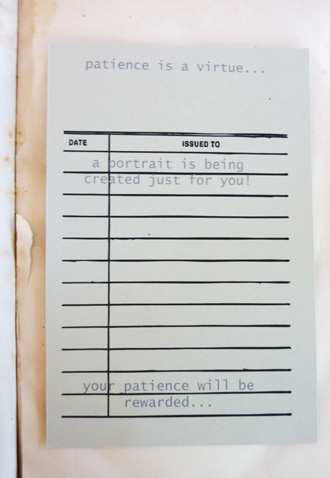 patience is a virtue...
DATE ISSUED TO
a portrait is being
created just for you!
your patience will be
rewarded...